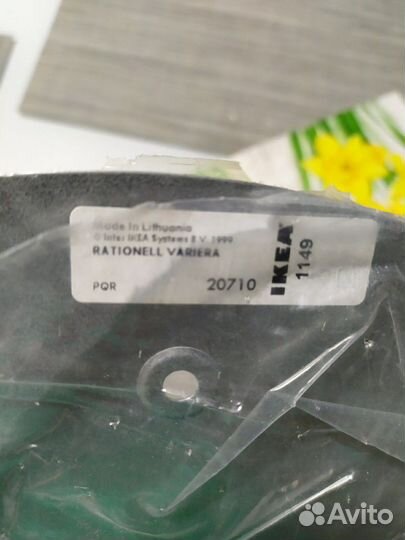 Made in Lithuania
© Inter IKEA Systems B.V. 1999
RATIONELL VARIERA
PQR 20710
IKEA
1149
Avito